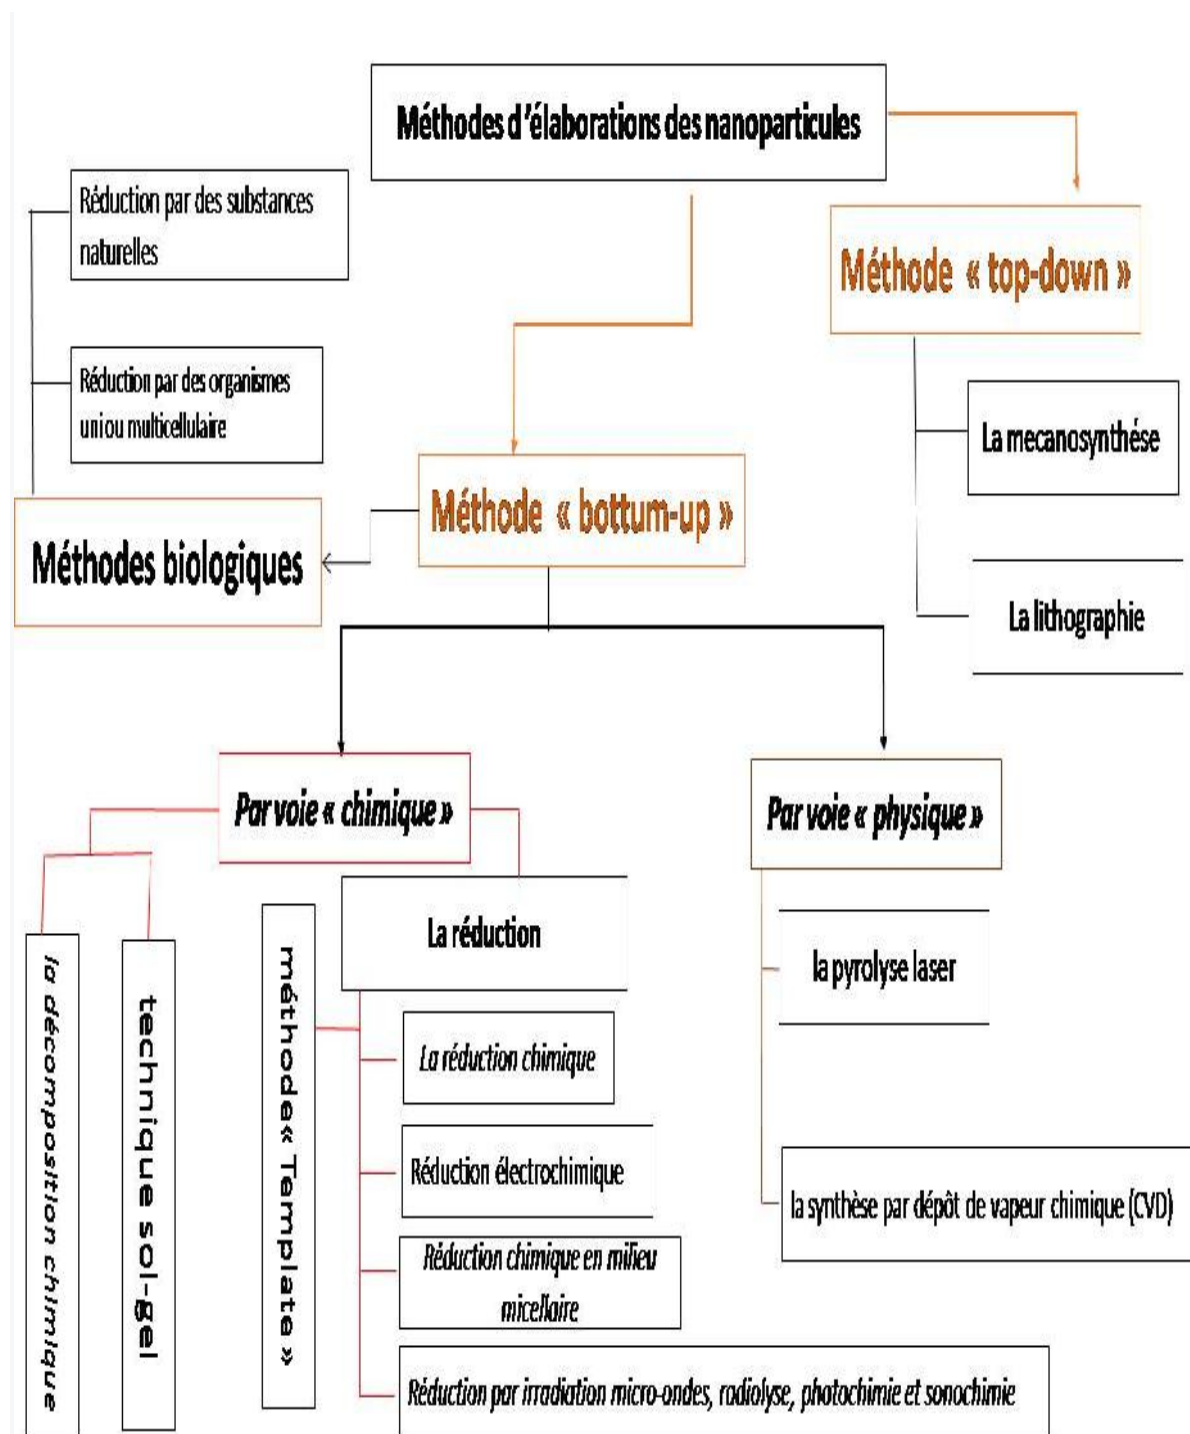 Méthodes d'élaborations des nanoparticules
Réduction par des substances
naturelles
Méthode « top-down »
Réduction par des organismes
uni ou multicellulaire
La mecanosynthése
Méthode « bottum-up »
Méthodes biologiques
La lithographie
Par voie « chimique »
Par voie « physique »
La réduction
la pyrolyse laser
la décomposition chimique
technique sol-gel
méthode « Template »
La réduction chimique
Réduction électrochimique
la synthèse par dépôt de vapeur chimique (CVD)
Réduction chimique en milieu
micellaire
Réduction par irradiation micro-ondes, radiolyse, photochimie et sonochimie